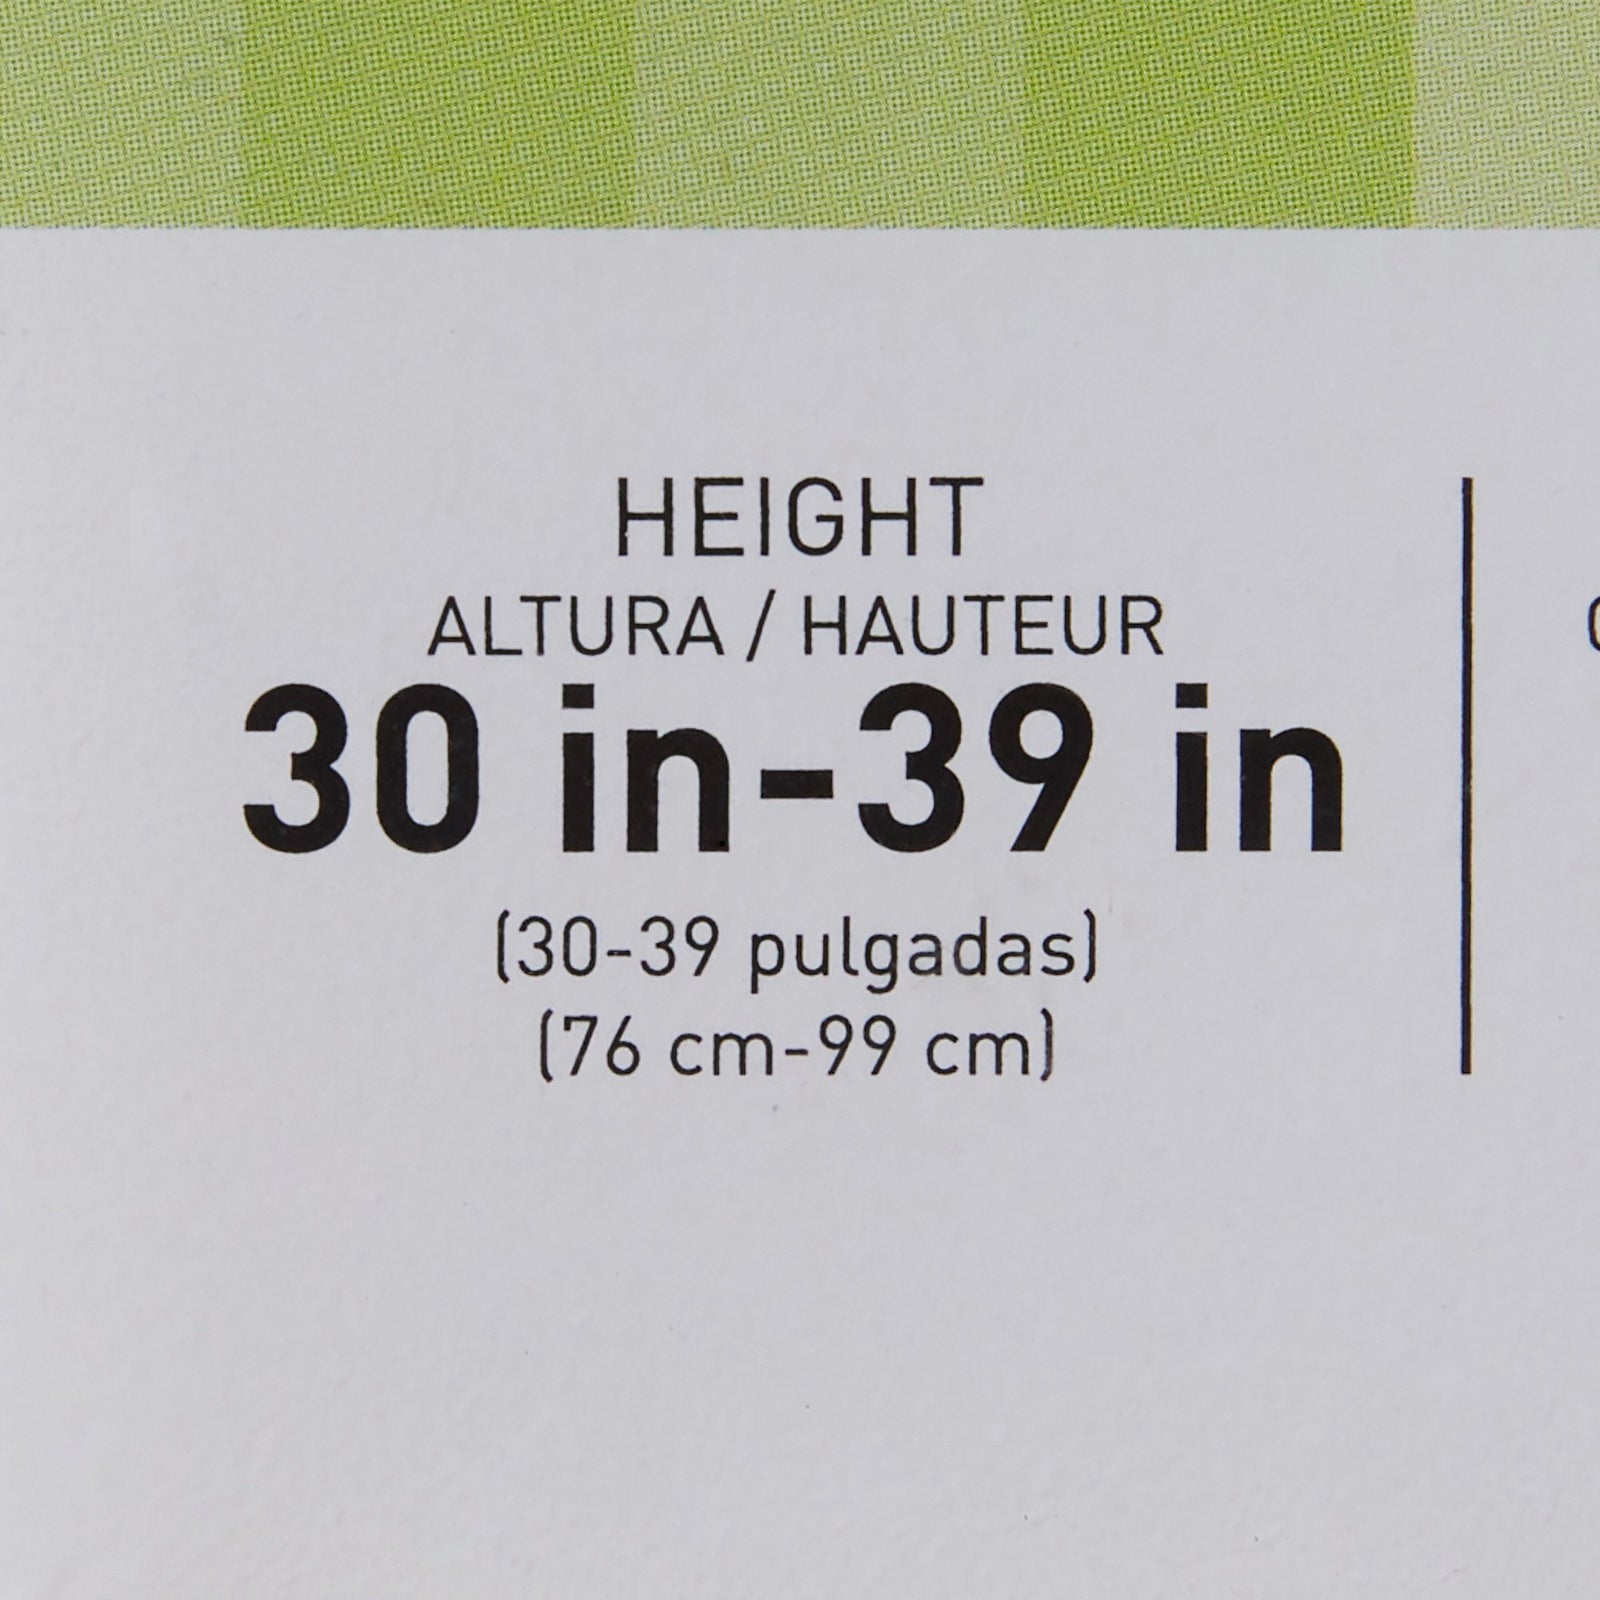 HEIGHT
ALTURA / HAUTEUR
30 in-39 in
(30-39 pulgadas)
(76 cm-99 cm)